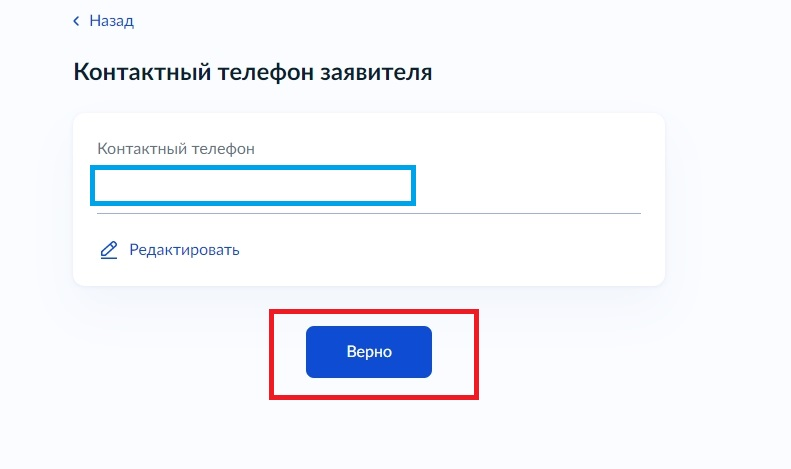 Назад
Контактный телефон заявителя
Контактный телефон
Редактировать
Верно